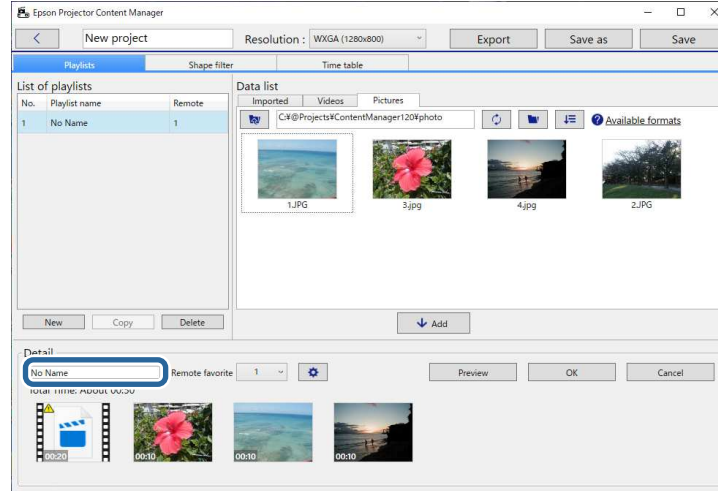 Epson Projector Content Manager
New project Resolution : WXGA (1280x800) Export Save as Save
Playlists Shape filter Time table
List of playlists Data list
No. Playlist name Remote Imported Videos Pictures
1 No Name 1 C:¥@Projects¥ContentManager120¥photo Available formats
1.JPG 3.jpg 4.jpg 2.JPG
New Copy Delete Add
Detail
No Name Remote favorite 1 Preview OK Cancel
Total Time: About 00:50
00:20 00:10 00:10 00:10